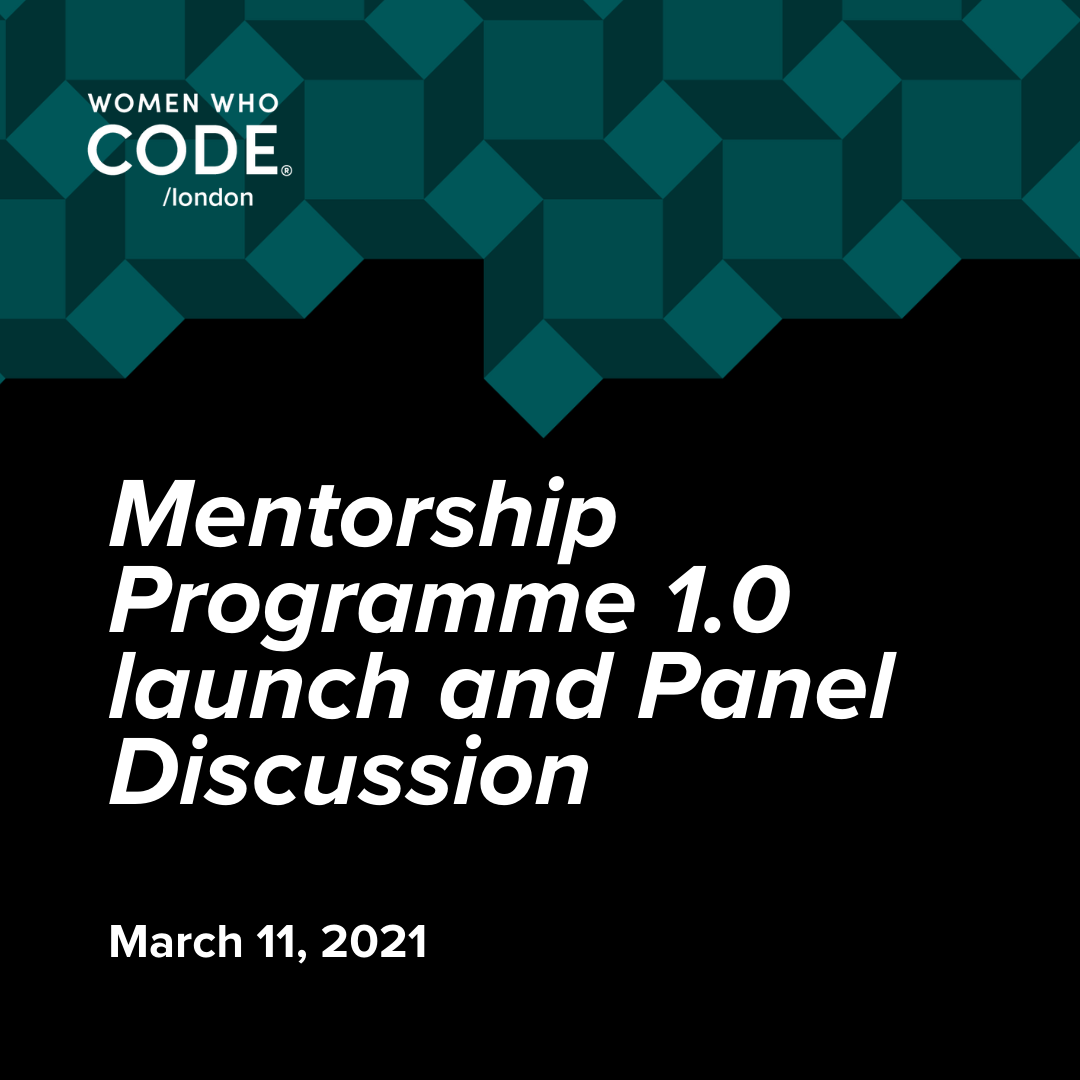 WOMEN WHO
CODE®
/london
Mentorship
Programme 1.0
launch and Panel
Discussion
March 11, 2021